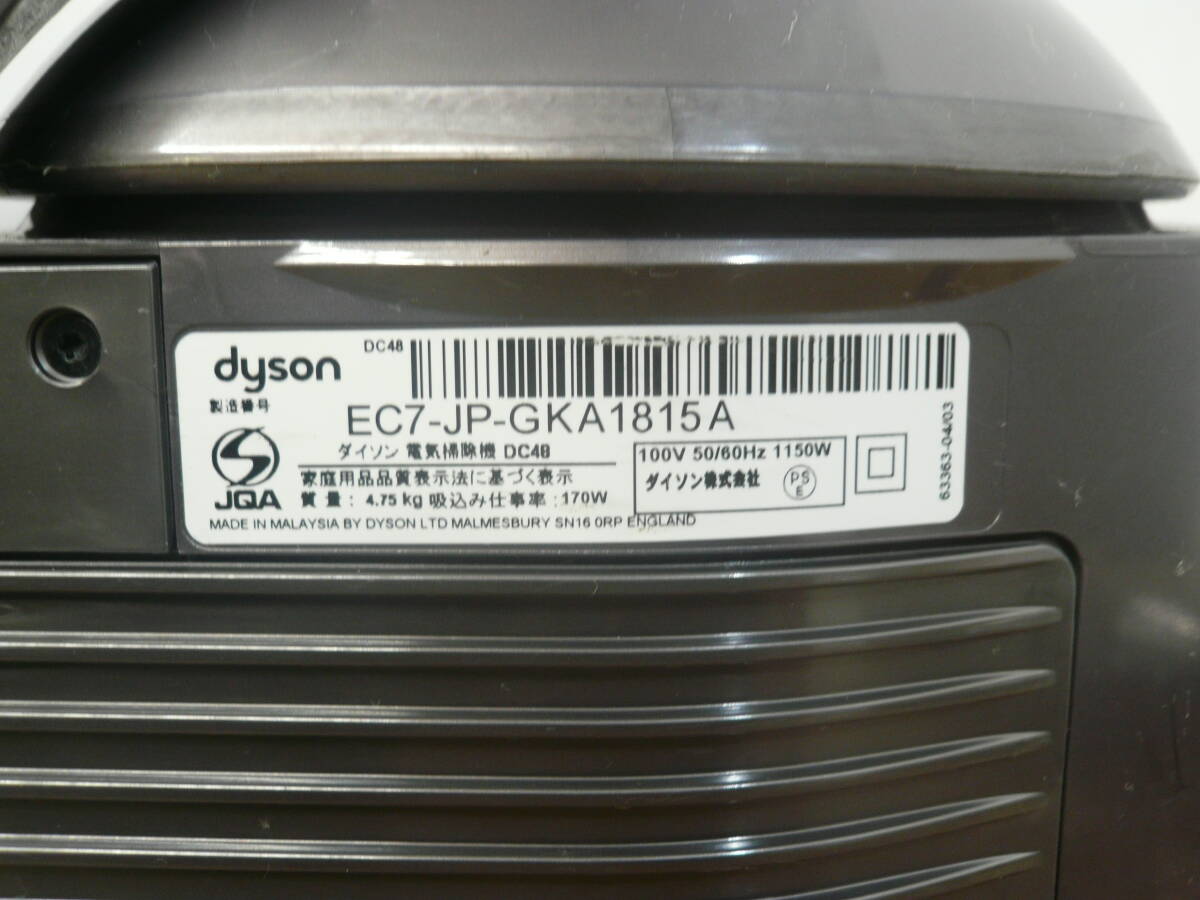 dyson DC48
製造番号
EC7-JP-GKA1815A
ダイソン 電気掃除機 DC48
家庭用品品質表示法に基づく表示
質量: 4.75 kg 吸込み仕事率:170W
JQA
100V 50/60Hz 1150W
ダイソン株式会社
PS
E
63363-04/03
MADE IN MALAYSIA BY DYSON LTD MALMESBURY SN16 0RP ENGLAND